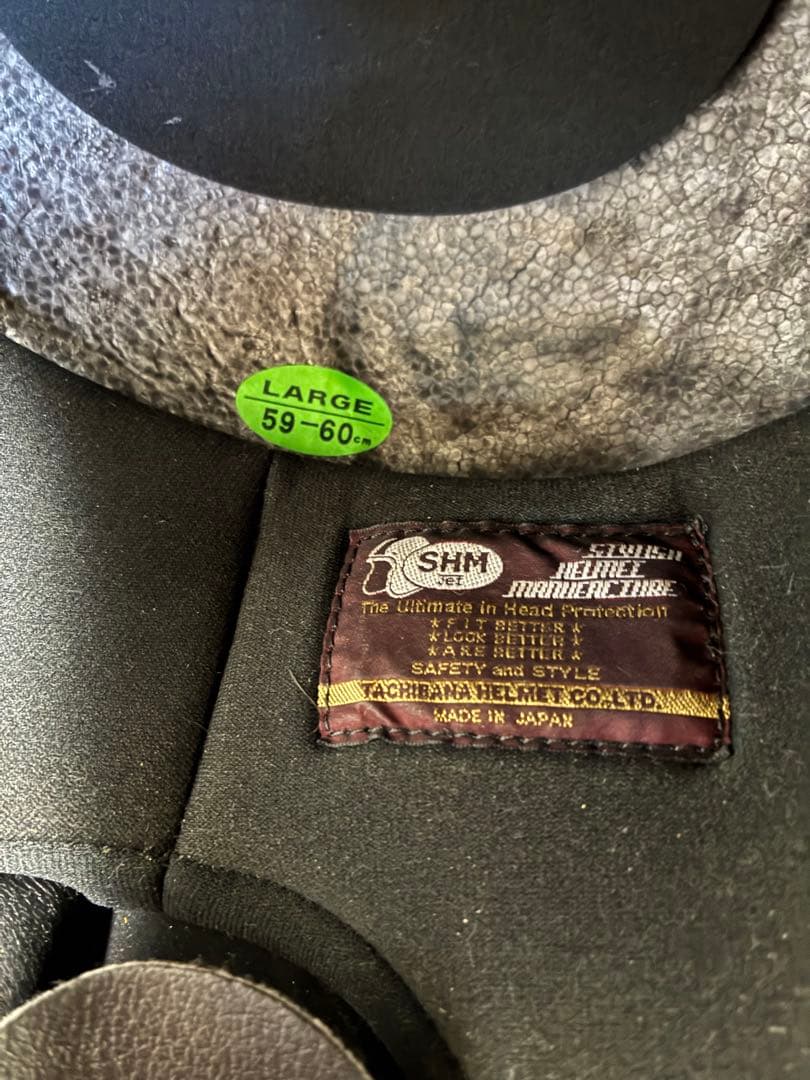 LARGE
59-60cm
SHM
JET
STYLISH
HELMET
MANUFACTURE
The Ultimate in Head Protection
★ FIT BETTER ★
★ LOOK BETTER ★
★ ARE BETTER ★
SAFETY and STYLE
TACHIBANA HELMET CO.LTD.
MADE IN JAPAN